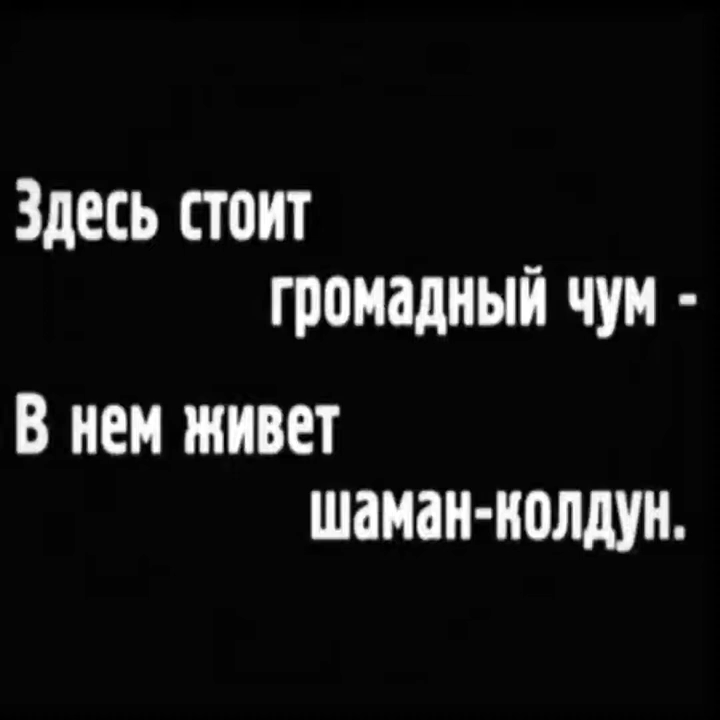 Здесь стоит
громадный чум -
В нем живет
шаман-колдун.